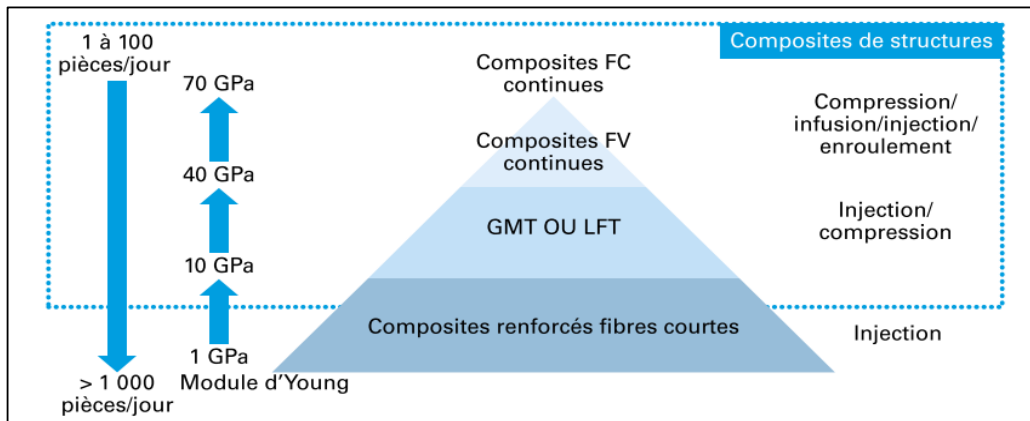 1 à 100
pièces/jour
Composites de structures
70 GPa
Composites FC
continues
Compression/
infusion/injection/
enroulement
Composites FV
continues
40 GPa
GMT OU LFT
Injection/
compression
10 GPa
Composites renforcés fibres courtes
Injection
1 GPa
Module d’Young
> 1 000
pièces/jour